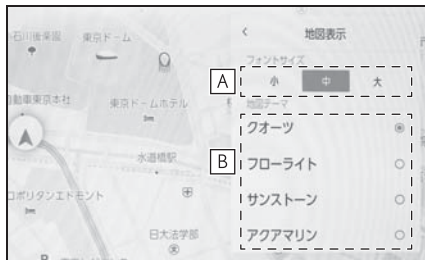 石川後楽園
東京ドーム
自動車東京本社
東京ドームホテル
水道橋駅
コポリタンエドモント
日大法学部
地図表示
フォントサイズ
A
小
中
大
地図テーマ
B
クオーツ
フローライト
サンストーン
アクアマリン